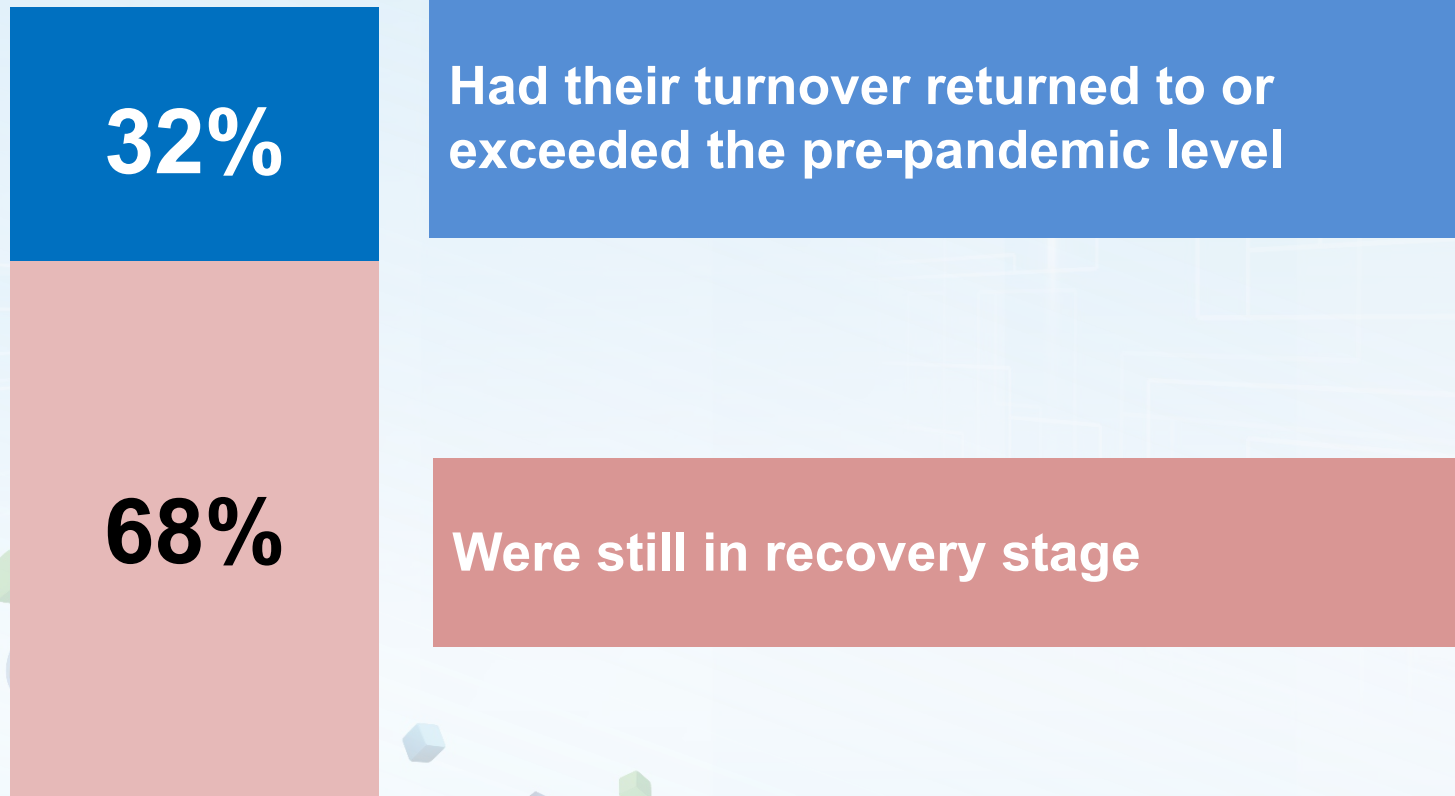 32%
Had their turnover returned to or
exceeded the pre-pandemic level
68%
Were still in recovery stage